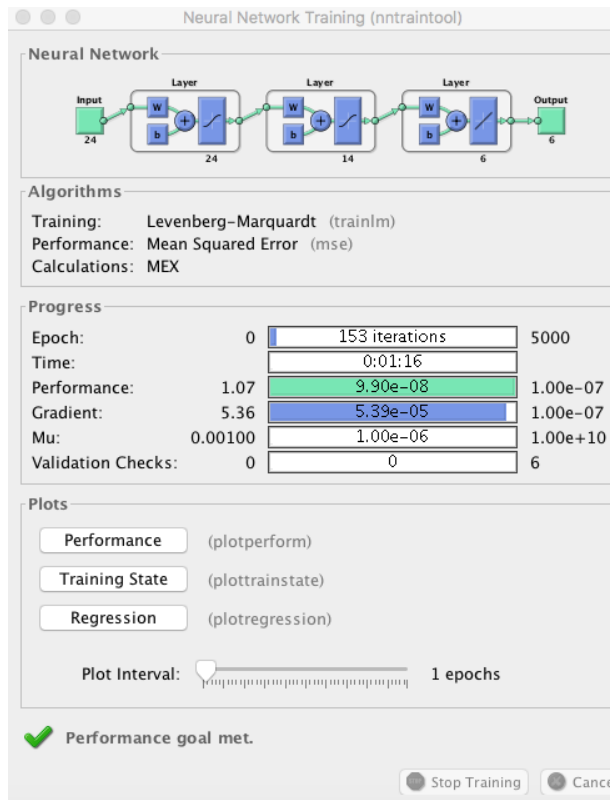 Neural Network Training (nntraintool)
Neural Network
Layer Layer Layer
Input Output
W W W
b b b
24 6
24 14 6
Algorithms
Training: Levenberg-Marquardt (trainlm)
Performance: Mean Squared Error (mse)
Calculations: MEX
Progress
Epoch: 0 153 iterations 5000
Time: 0:01:16
Performance: 1.07 9.90e-08 1.00e-07
Gradient: 5.36 5.39e-05 1.00e-07
Mu: 0.00100 1.00e-06 1.00e+10
Validation Checks: 0 0 6
Plots
Performance (plotperform)
Training State (plottrainstate)
Regression (plotregression)
Plot Interval: 1 epochs
Performance goal met.
Stop Training Cance